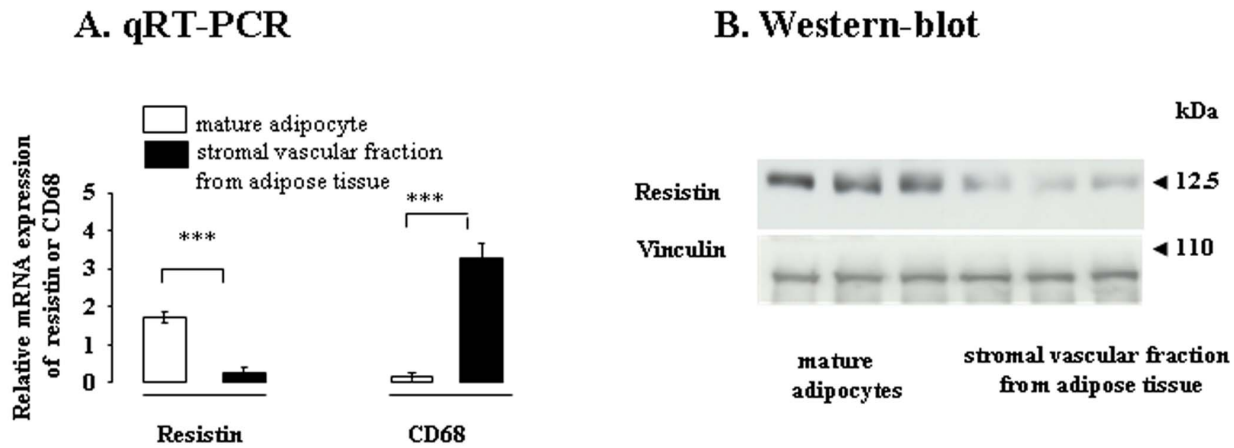 A. qRT-PCR
mature adipocyte
stromal vascular fraction
from adipose tissue
Relative mRNA expression
of resistin or CD68
5
4
3
2
1
0
***
***
Resistin
CD68
B. Western-blot
kDa
Resistin
◄ 12.5
Vinculin
◄ 110
mature
adipocytes
stromal vascular fraction
from adipose tissue